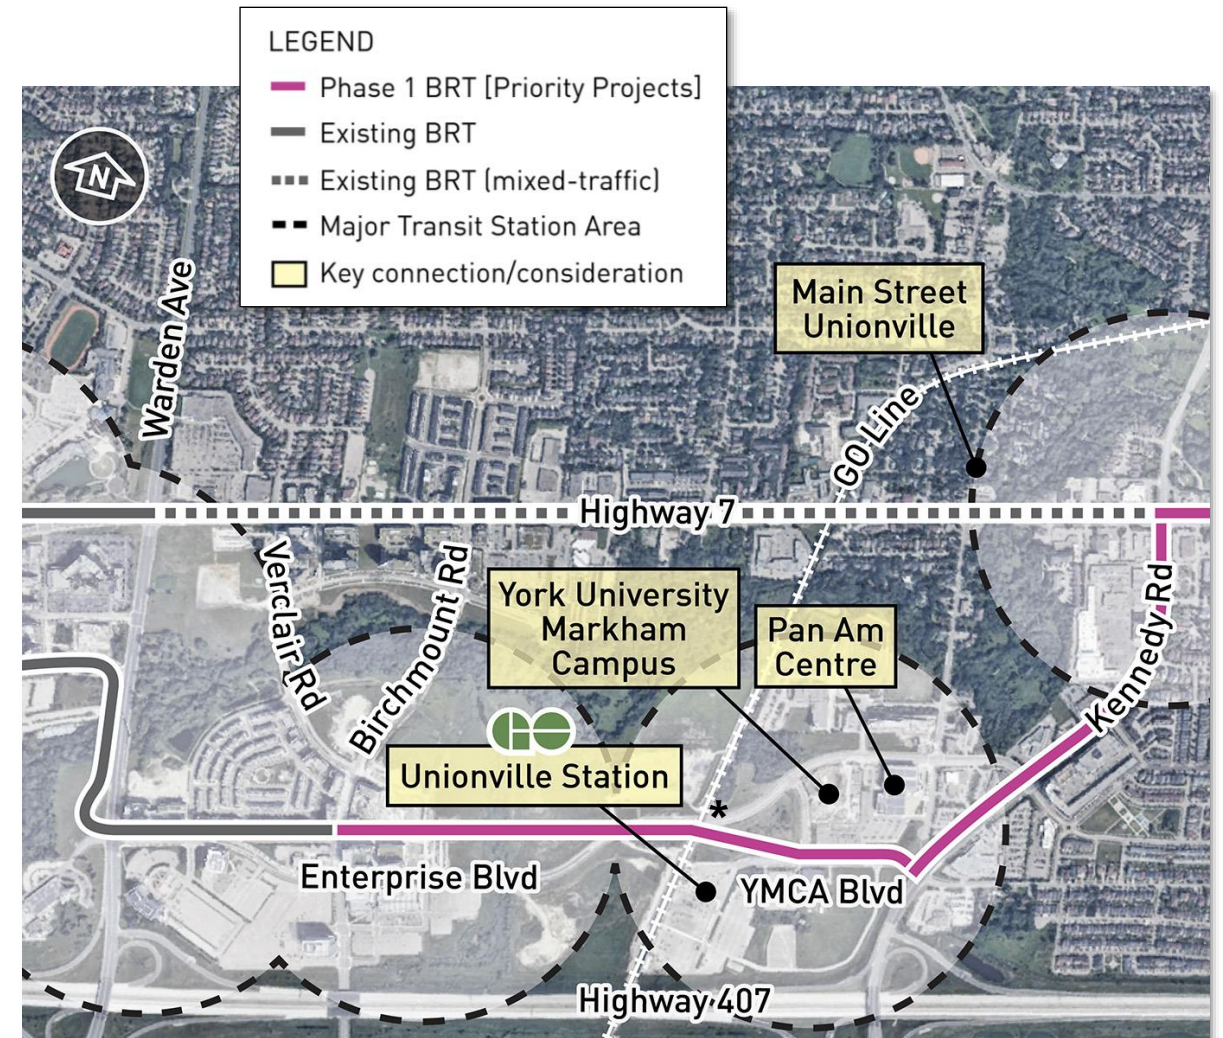 LEGEND
Phase 1 BRT [Priority Projects]
Existing BRT
Existing BRT (mixed-traffic)
Major Transit Station Area
Key connection/consideration
N
Warden Ave
Main Street
Unionville
GO Line
Highway 7
Verclair Rd
Birchmount Rd
York University
Markham
Campus
Pan Am
Centre
Kennedy Rd
GO
Unionville Station
*
Enterprise Blvd
YMCA Blvd
Highway 407